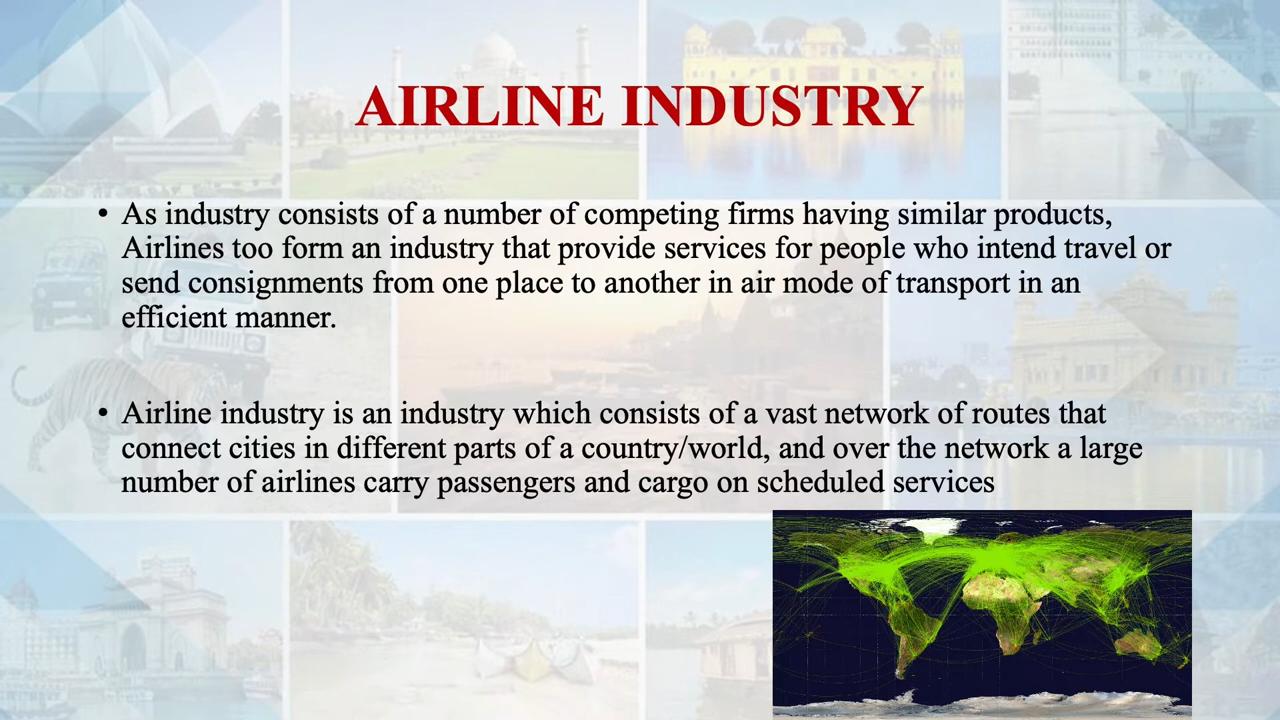 AIRLINE INDUSTRY
• As industry consists of a number of competing firms having similar products,
Airlines too form an industry that provide services for people who intend travel or
send consignments from one place to another in air mode of transport in an
efficient manner.
• Airline industry is an industry which consists of a vast network of routes that
connect cities in different parts of a country/world, and over the network a large
number of airlines carry passengers and cargo on scheduled services